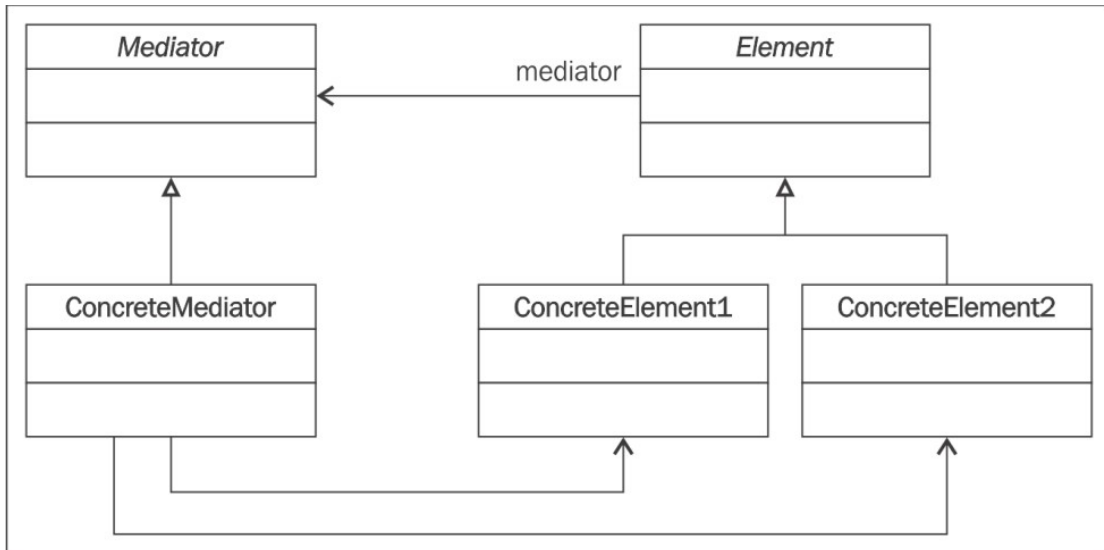 Mediator
Element
mediator
ConcreteMediator
ConcreteElement1
ConcreteElement2